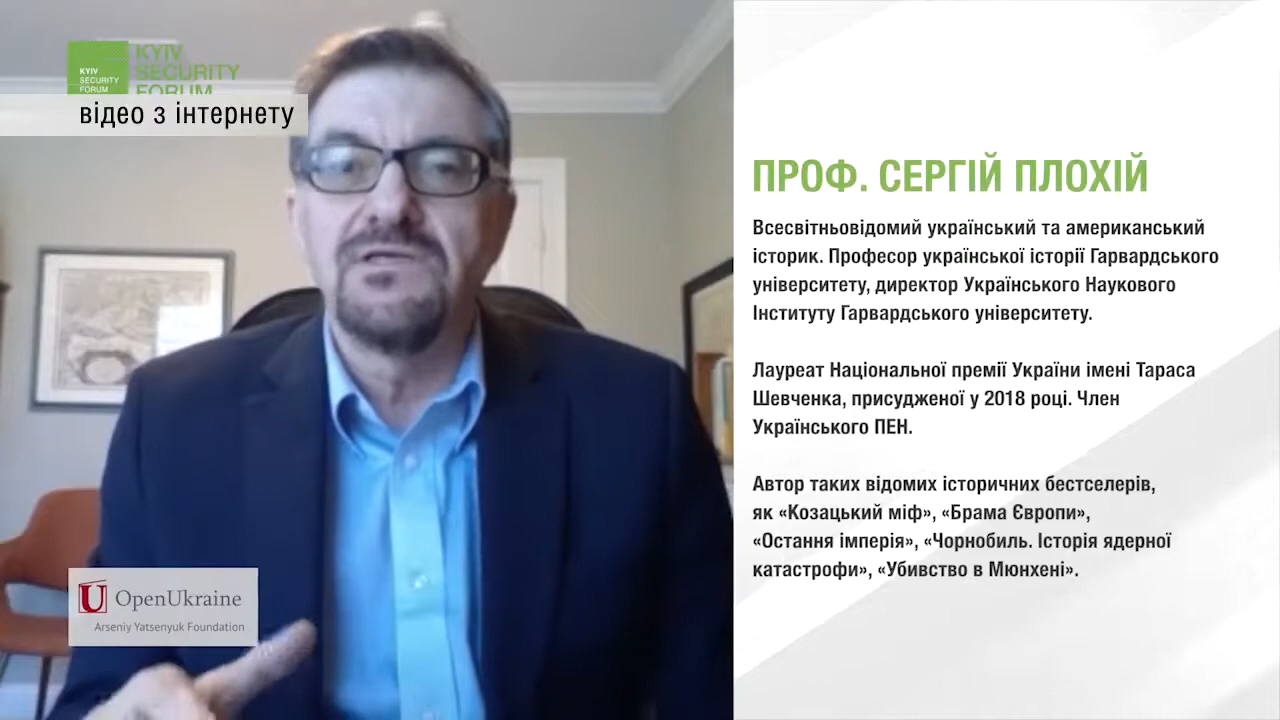 KYIV
SECURITY
FORUM
KYIV
SECURITY
FORUM
відео з інтернету
ПРОФ. СЕРГІЙ ПЛОХІЙ
Всесвітньовідомий український та американський
історик. Професор української історії Гарвардського
університету, директор Українського Наукового
Інституту Гарвардського університету.
Лауреат Національної премії України імені Тараса
Шевченка, присудженої у 2018 році. Член
Українського ПЕН.
Автор таких відомих історичних бестселерів,
як «Козацький міф», «Брама Європи»,
«Остання імперія», «Чорнобиль. Історія ядерної
катастрофи», «Убивство в Мюнхені».
U OpenUkraine
Arseniy Yatsenyuk Foundation